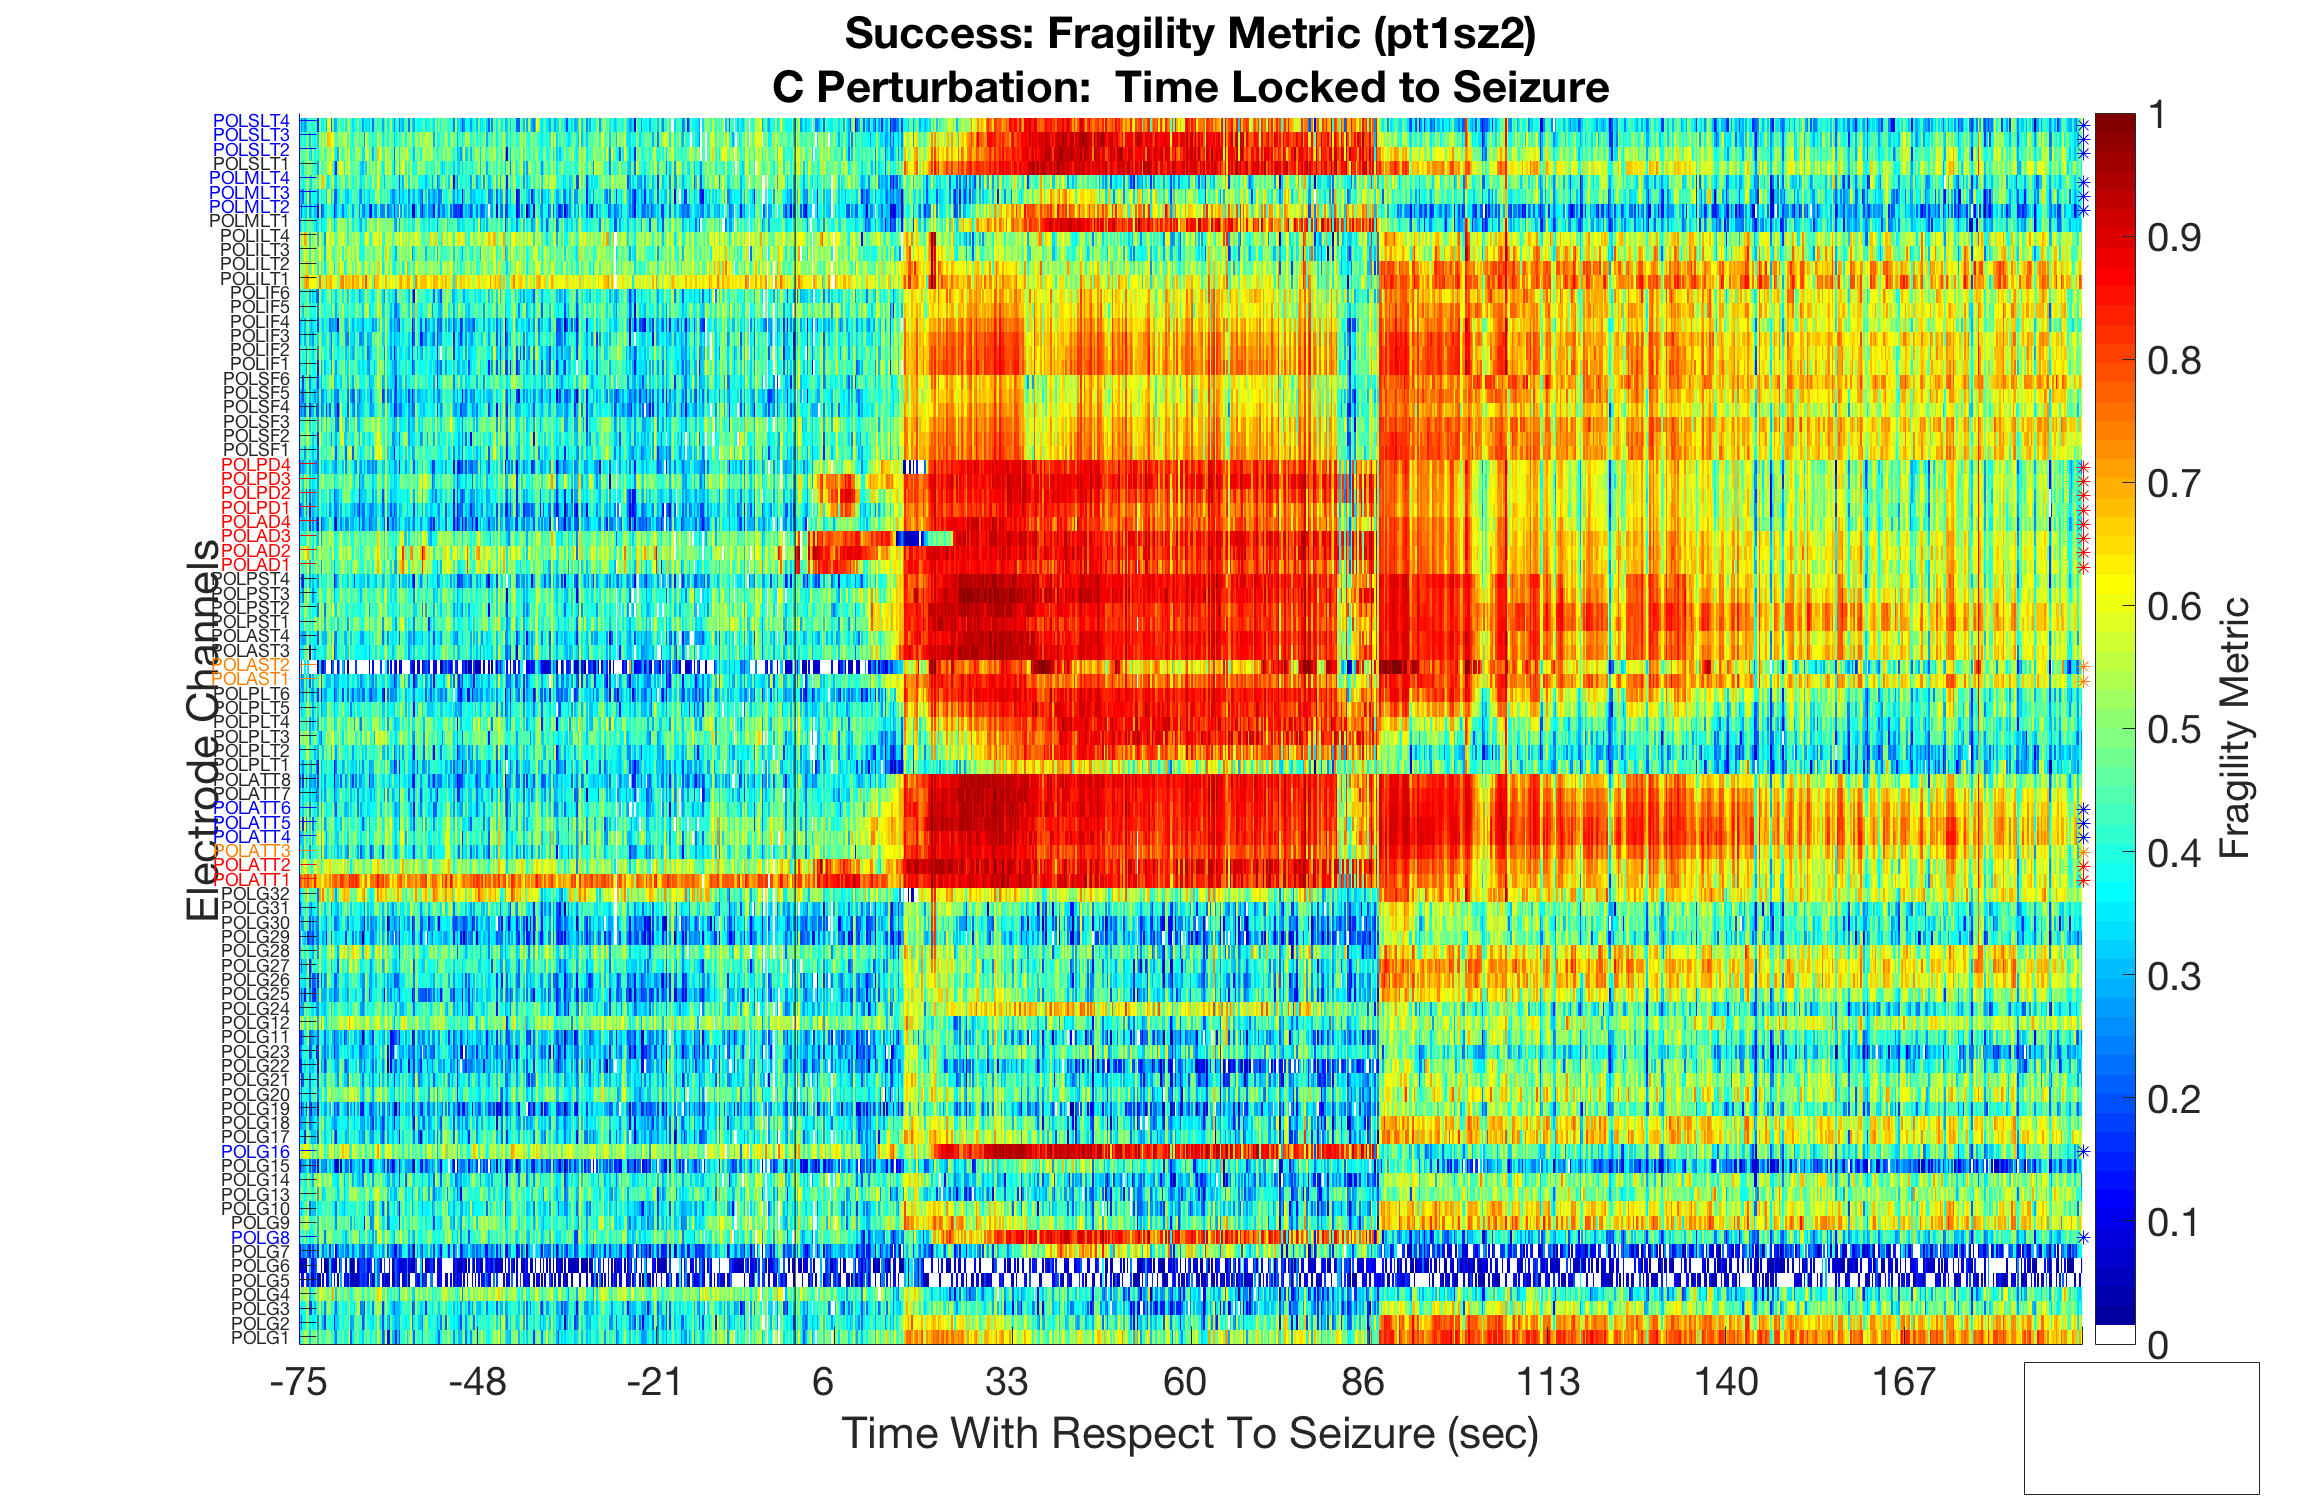 Success: Fragility Metric (pt1sz2)
C Perturbation:  Time Locked to Seizure
Electrode Channels
POLSLT4
POLSLT3
POLSLT2
POLSLT1
POLMLT4
POLMLT3
POLMLT2
POLMLT1
POLILT4
POLILT3
POLILT2
POLILT1
POLIF6
POLIF5
POLIF4
POLIF3
POLIF2
POLIF1
POLSF6
POLSF5
POLSF4
POLSF3
POLSF2
POLSF1
POLPD4
POLPD3
POLPD2
POLPD1
POLAD4
POLAD3
POLAD2
POLAD1
POLPST4
POLPST3
POLPST2
POLPST1
POLAST4
POLAST3
POLAST2
POLAST1
POLPLT6
POLPLT5
POLPLT4
POLPLT3
POLPLT2
POLPLT1
POLATT8
POLATT7
POLATT6
POLATT5
POLATT4
POLATT3
POLATT2
POLATT1
POLG32
POLG31
POLG30
POLG29
POLG28
POLG27
POLG26
POLG25
POLG24
POLG12
POLG11
POLG23
POLG22
POLG21
POLG20
POLG19
POLG18
POLG17
POLG16
POLG15
POLG14
POLG13
POLG10
POLG9
POLG8
POLG7
POLG6
POLG5
POLG4
POLG3
POLG2
POLG1
-75 -48 -21 6 33 60 86 113 140 167
Time With Respect To Seizure (sec)
1
0.9
0.8
0.7
0.6
0.5
0.4
0.3
0.2
0.1
0
Fragility Metric